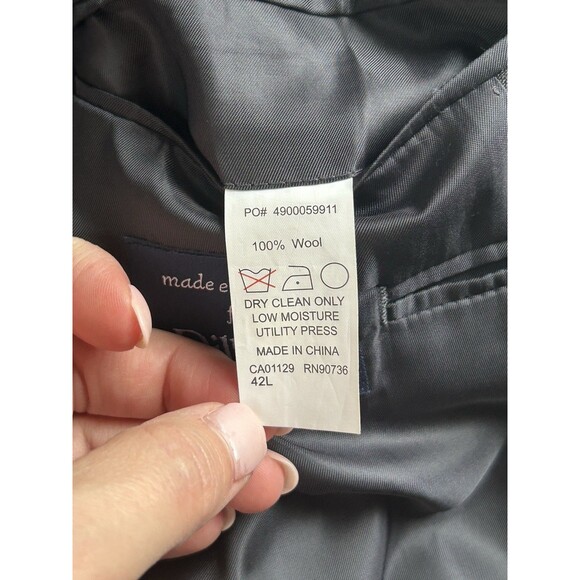 PO# 4900059911
100% Wool
DRY CLEAN ONLY
LOW MOISTURE
UTILITY PRESS
MADE IN CHINA
CA01129 RN90736
42L
made